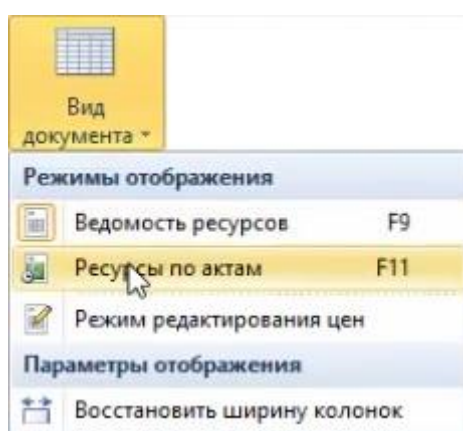 Вид
документа
Режимы отображения
Ведомость ресурсов F9
Ресурсы по актам F11
Режим редактирования цен
Параметры отображения
Восстановить ширину колонок